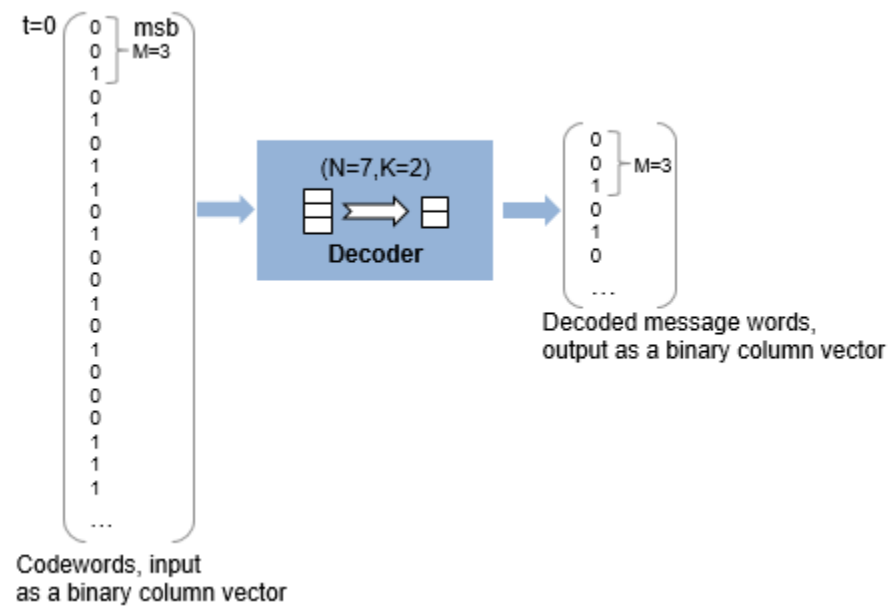 t=0
0 msb
0 M=3
1
0
1
0
1
1
0
1
0
0
1
0
1
0
0
0
1
1
1
...
Codewords, input
as a binary column vector
(N=7,K=2)
Decoder
0
0 M=3
1
0
1
0
...
Decoded message words,
output as a binary column vector